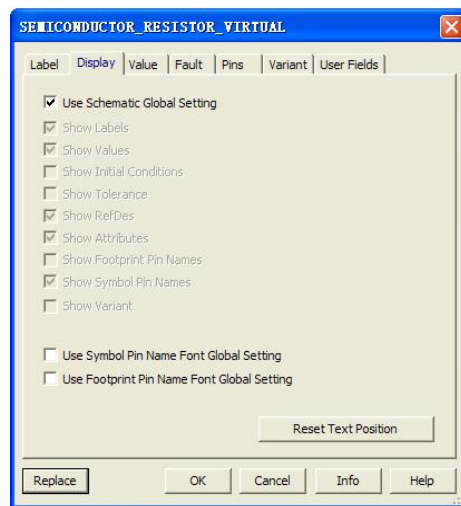 SEMICONDUCTOR_RESISTOR_VIRTUAL
Label Display Value Fault Pins Variant User Fields
Use Schematic Global Setting
Show Labels
Show Values
Show Initial Conditions
Show Tolerance
Show RefDes
Show Attributes
Show Footprint Pin Names
Show Symbol Pin Names
Show Variant
Use Symbol Pin Name Font Global Setting
Use Footprint Pin Name Font Global Setting
Reset Text Position
Replace OK Cancel Info Help